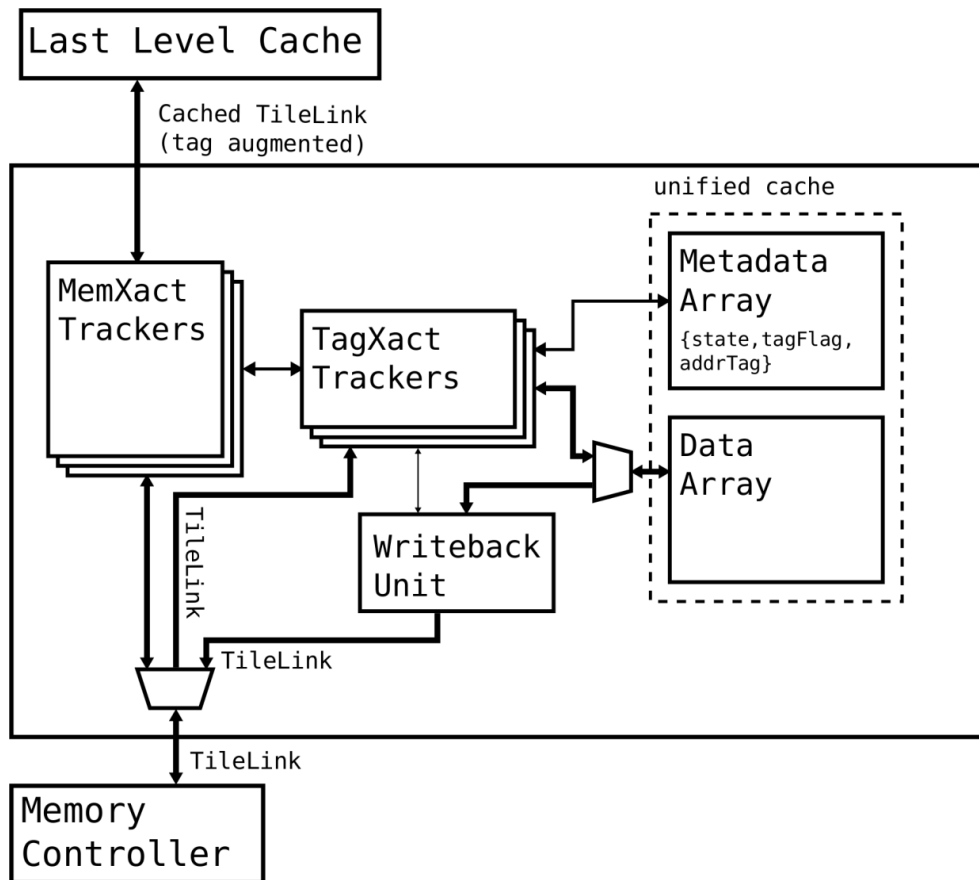 Last Level Cache
Cached TileLink
(tag augmented)
unified cache
MemXact
Trackers
TagXact
Trackers
Metadata
Array
{state,tagFlag,
addrTag}
Data
Array
TileLink
Writeback
Unit
TileLink
TileLink
Memory
Controller